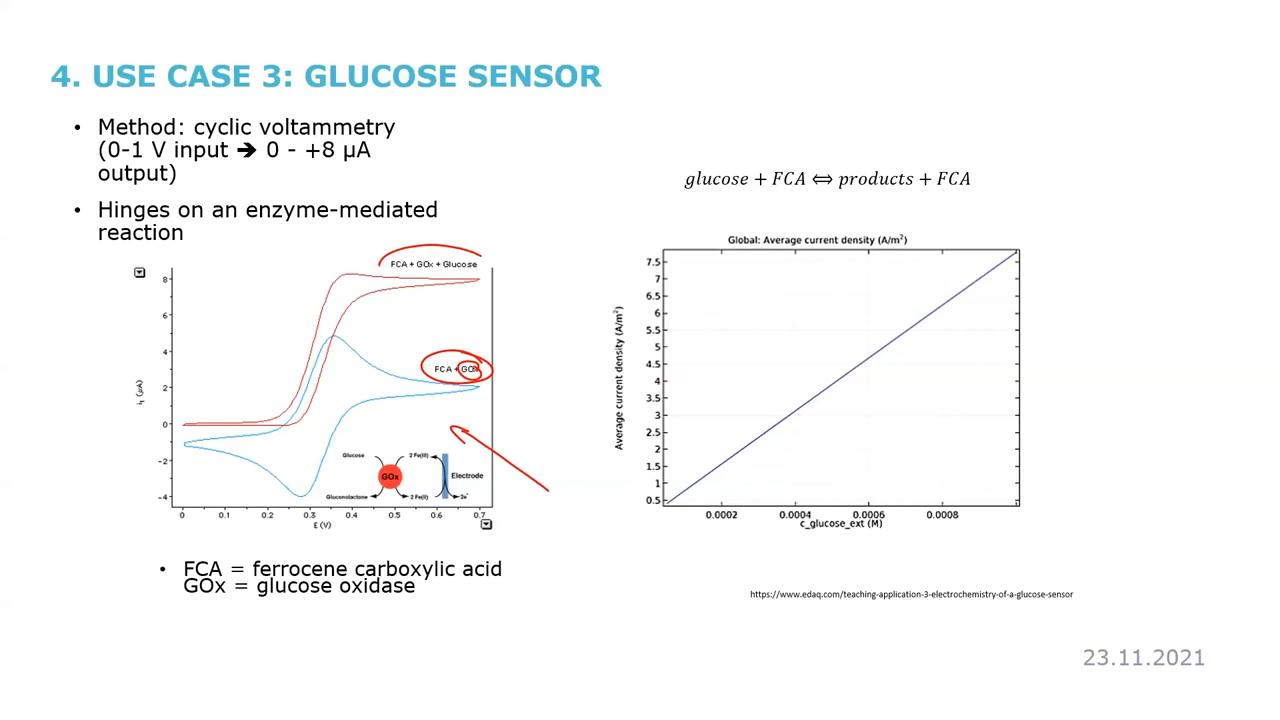 4. USE CASE 3: GLUCOSE SENSOR
• Method: cyclic voltammetry
(0-1 V input ➔ 0 - +8 µA
output)
• Hinges on an enzyme-mediated
reaction
FCA + GOx + Glucose
8
6
4
2
0
-2
-4
I₁ (µA)
FCA + GOx
Glucose
2 Fe(III)
GOx
Electrode
Gluconolactone
2 Fe(II)
2e⁻
0
0.1
0.2
0.3
0.4
0.5
0.6
0.7
E (V)
• FCA = ferrocene carboxylic acid
GOx = glucose oxidase
glucose + FCA ⟺ products + FCA
Global: Average current density (A/m²)
7.5
7
6.5
6
5.5
5
4.5
4
3.5
3
2.5
2
1.5
1
0.5
Average current density (A/m²)
0.0002
0.0004
0.0006
0.0008
c_glucose_ext (M)
https://www.edaq.com/teaching-application-3-electrochemistry-of-a-glucose-sensor
23.11.2021